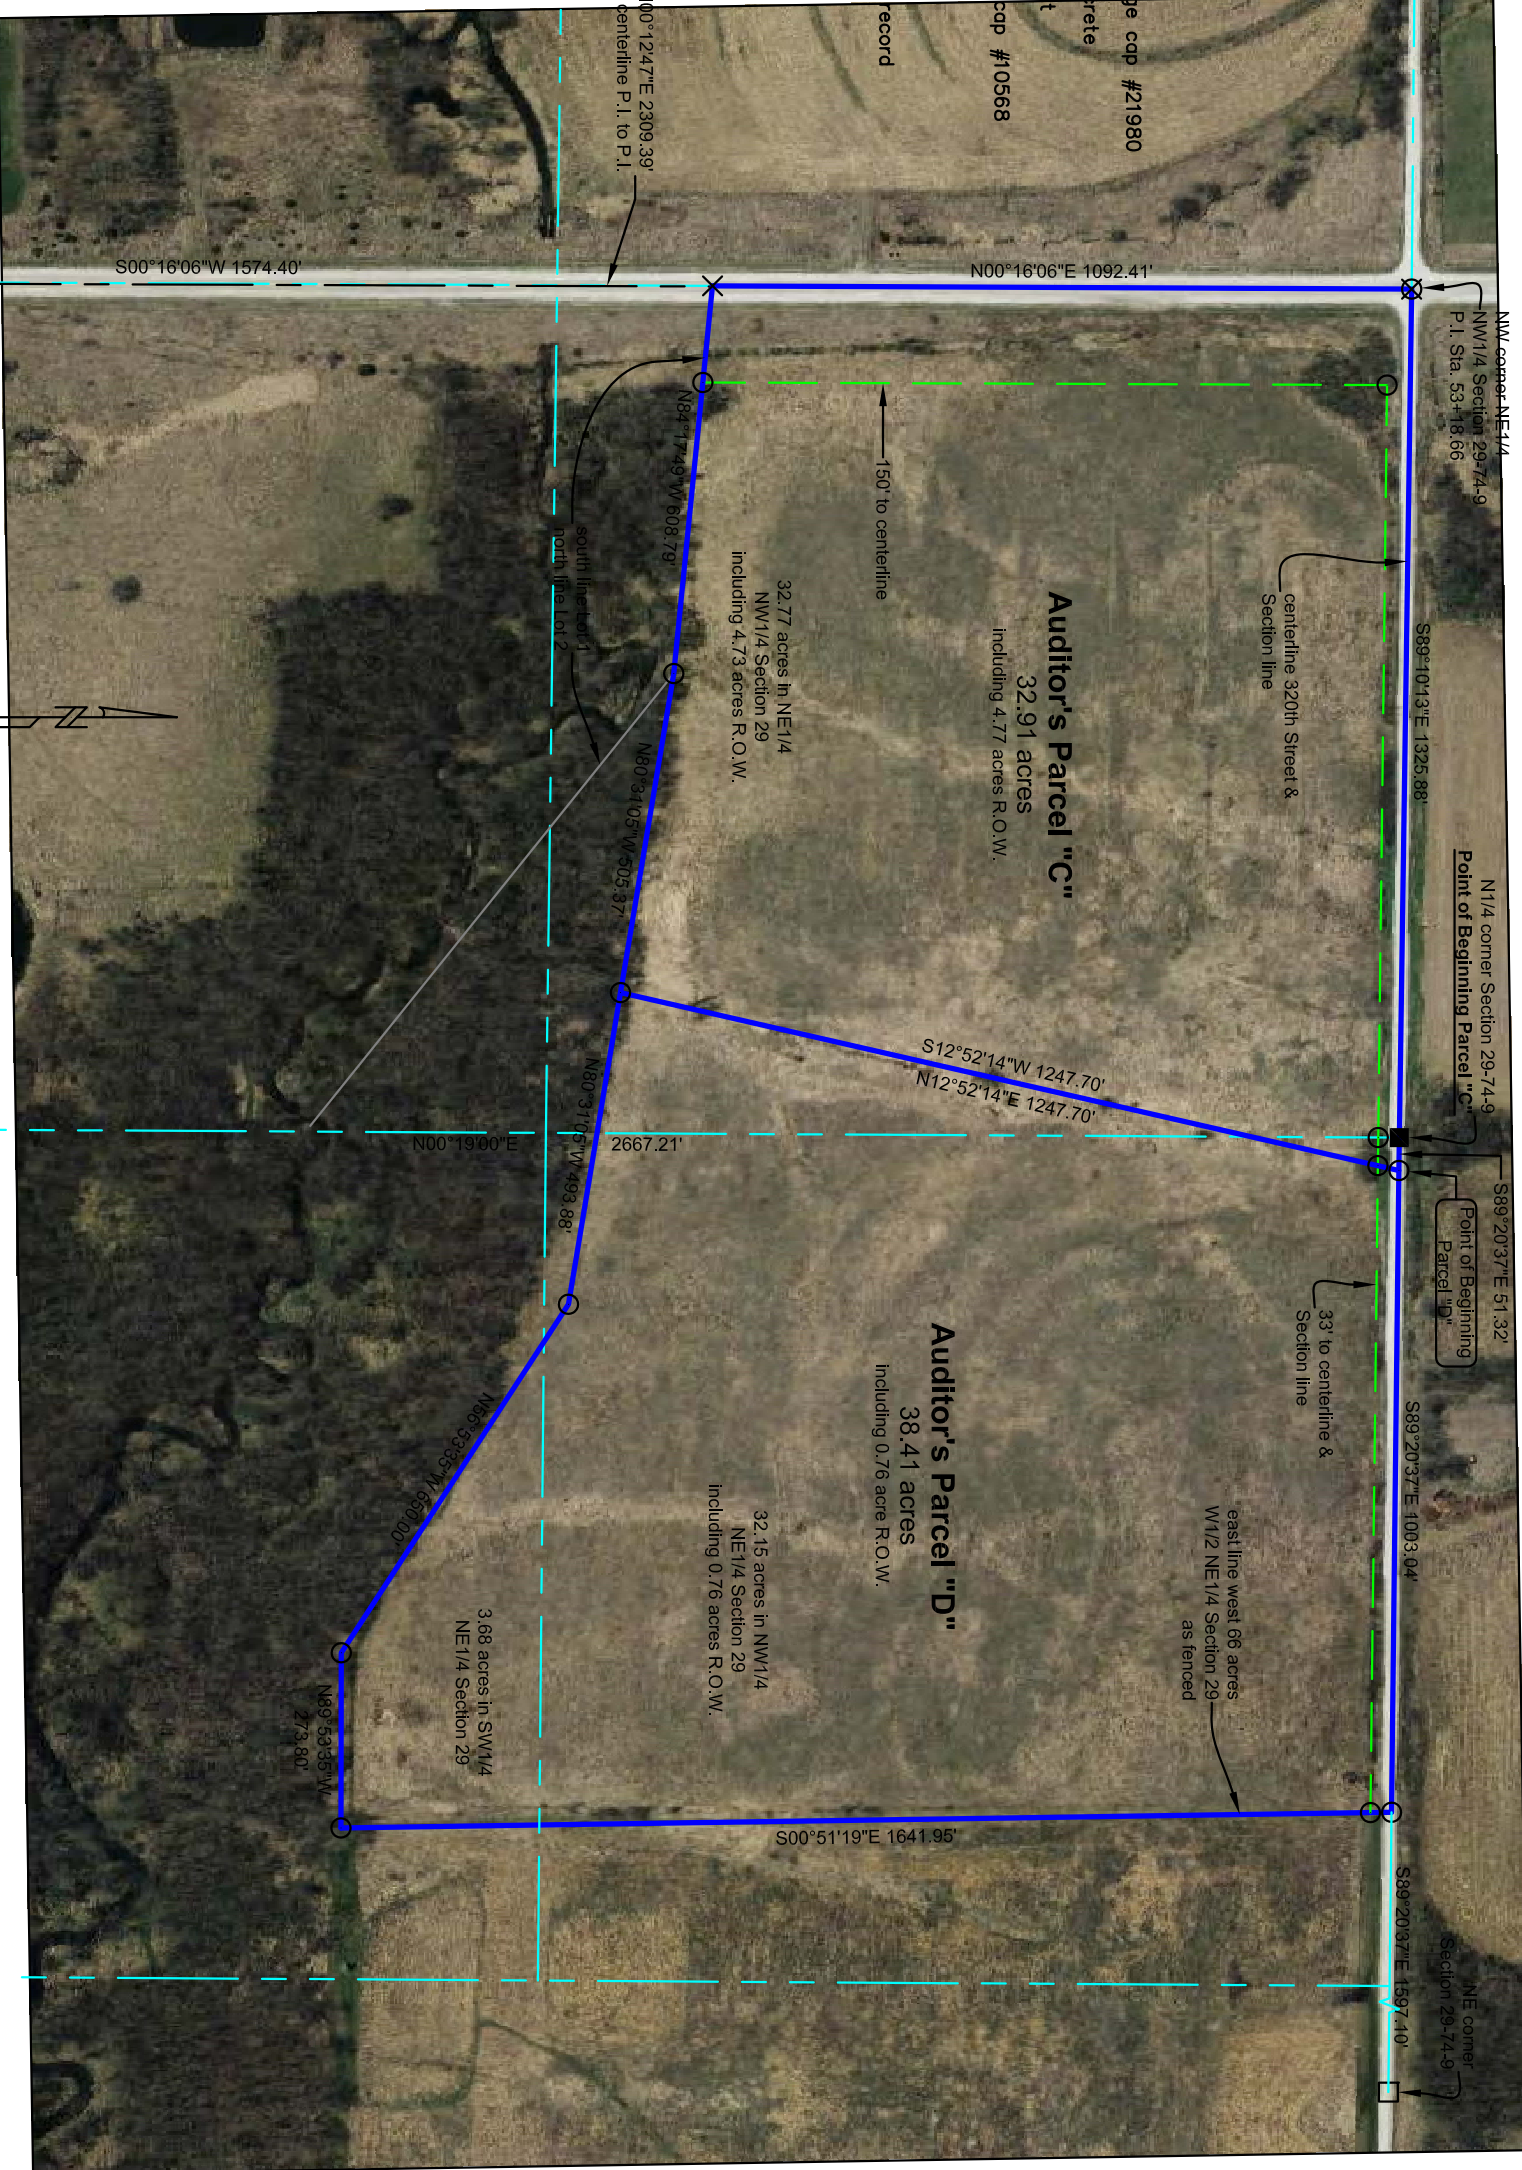 ge cap #21980
crete
t
cap #10568
record
00°12'47"E 2309.39'
centerline P.I. to P.I.
S00°16'06"W 1574.40'
N00°16'06"E 1092.41'
NW corner NE1/4
NW1/4 Section 29-74-9
P.I. Sta. 53+18.66
S89°10'13"E 1325.88'
centerline 320th Street &
Section line
150' to centerline
N84°17'49"W 608.79'
south line Lot 1
north line Lot 2
Auditor's Parcel "C"
32.91 acres
including 4.77 acres R.O.W.
32.77 acres in NE1/4
NW1/4 Section 29
including 4.73 acres R.O.W.
N80°31'05"W 505.37'
N1/4 corner Section 29-74-9
Point of Beginning Parcel "C"
S89°20'37"E 51.32'
Point of Beginning
Parcel "D"
S12°52'14"W 1247.70'
N12°52'14"E 1247.70'
N00°19'00"E 2667.21'
N80°31'05"W 493.88'
33' to centerline &
Section line
S89°20'37"E 1003.04'
Auditor's Parcel "D"
38.41 acres
including 0.76 acre R.O.W.
east line west 66 acres
W1/2 NE1/4 Section 29
as fenced
32.15 acres in NW1/4
NE1/4 Section 29
including 0.76 acres R.O.W.
N56°53'35"W 650.00'
3.68 acres in SW1/4
NE1/4 Section 29
N89°53'35"W
273.80'
S00°51'19"E 1641.95'
S89°20'37"E 1597.10'
NE corner
Section 29-74-9